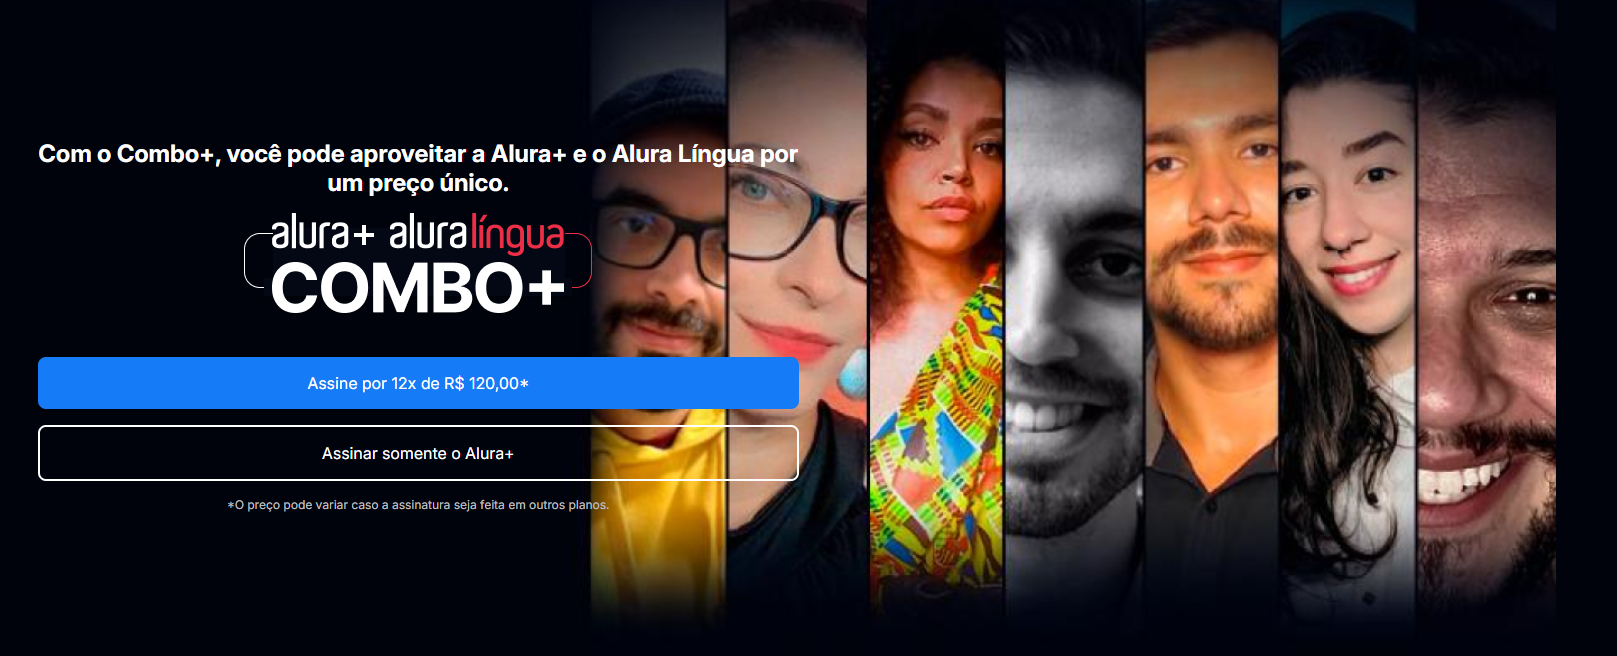 Com o Combo+, você pode aproveitar a Alura+ e o Alura Língua por
um preço único.
alura+ aluralíngua
COMBO+
Assine por 12x de R$ 120,00*
Assinar somente o Alura+
*O preço pode variar caso a assinatura seja feita em outros planos.